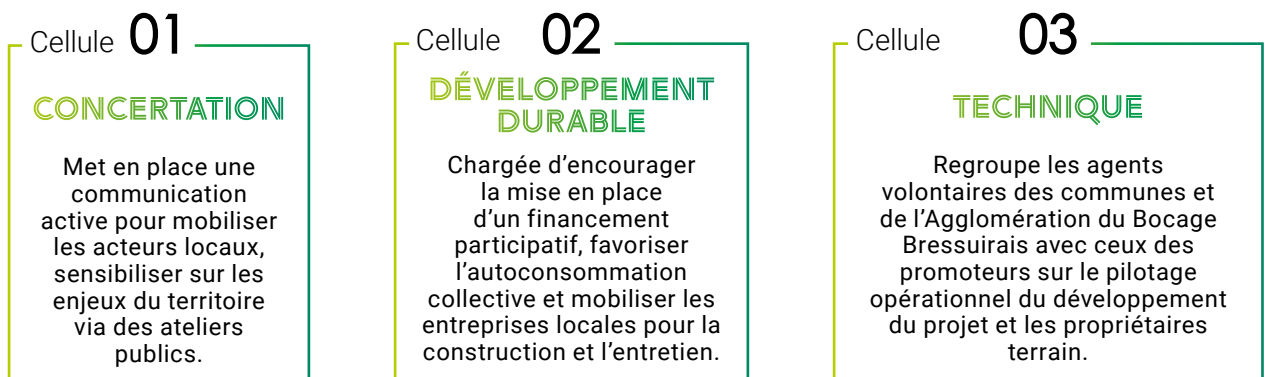 Cellule 01
CONCERTATION
Met en place une
communication
active pour mobiliser
les acteurs locaux,
sensibiliser sur les
enjeux du territoire
via des ateliers
publics.
Cellule 02
DÉVELOPPEMENT
DURABLE
Chargée d’encourager
la mise en place
d’un financement
participatif, favoriser
l’autoconsommation
collective et mobiliser les
entreprises locales pour la
construction et l’entretien.
Cellule 03
TECHNIQUE
Regroupe les agents
volontaires des communes et
de l’Agglomération du Bocage
Bressuirais avec ceux des
promoteurs sur le pilotage
opérationnel du développement
du projet et les propriétaires
terrain.